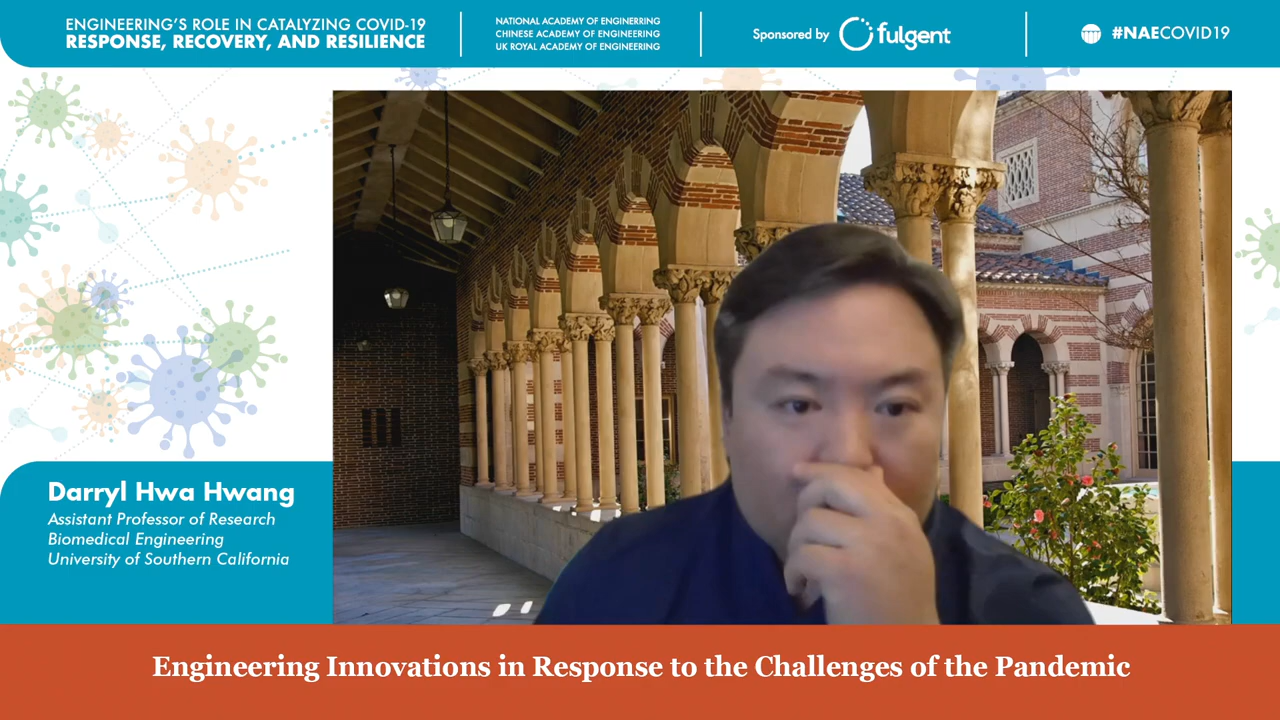 ENGINEERING'S ROLE IN CATALYZING COVID-19
RESPONSE, RECOVERY, AND RESILIENCE
NATIONAL ACADEMY OF ENGINERRING
CHINESE ACADEMY OF ENGINEERING
UK ROYAL ACADEMY OF ENGINEERING
Sponsored by fulgent
#NAECOVID19
Darryl Hwa Hwang
Assistant Professor of Research
Biomedical Engineering
University of Southern California
Engineering Innovations in Response to the Challenges of the Pandemic